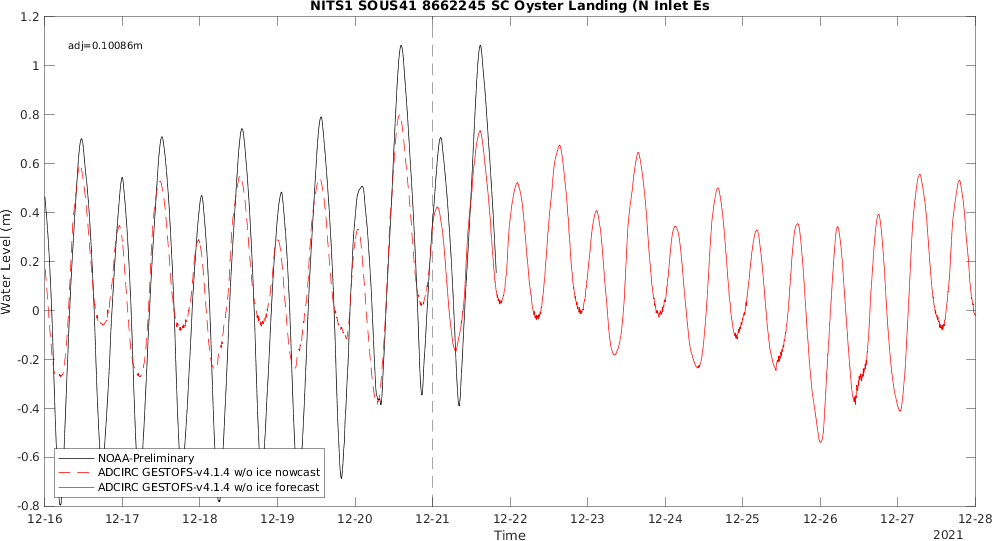 NITS1 SOUS41 8662245 SC Oyster Landing (N Inlet Es
adj=0.10086m
1.2
1
0.8
0.6
0.4
0.2
0
-0.2
-0.4
-0.6
-0.8
Water Level (m)
NOAA-Preliminary
ADCIRC GESTOFS-v4.1.4 w/o ice nowcast
ADCIRC GESTOFS-v4.1.4 w/o ice forecast
12-16 12-17 12-18 12-19 12-20 12-21 12-22 12-23 12-24 12-25 12-26 12-27 12-28
Time
2021